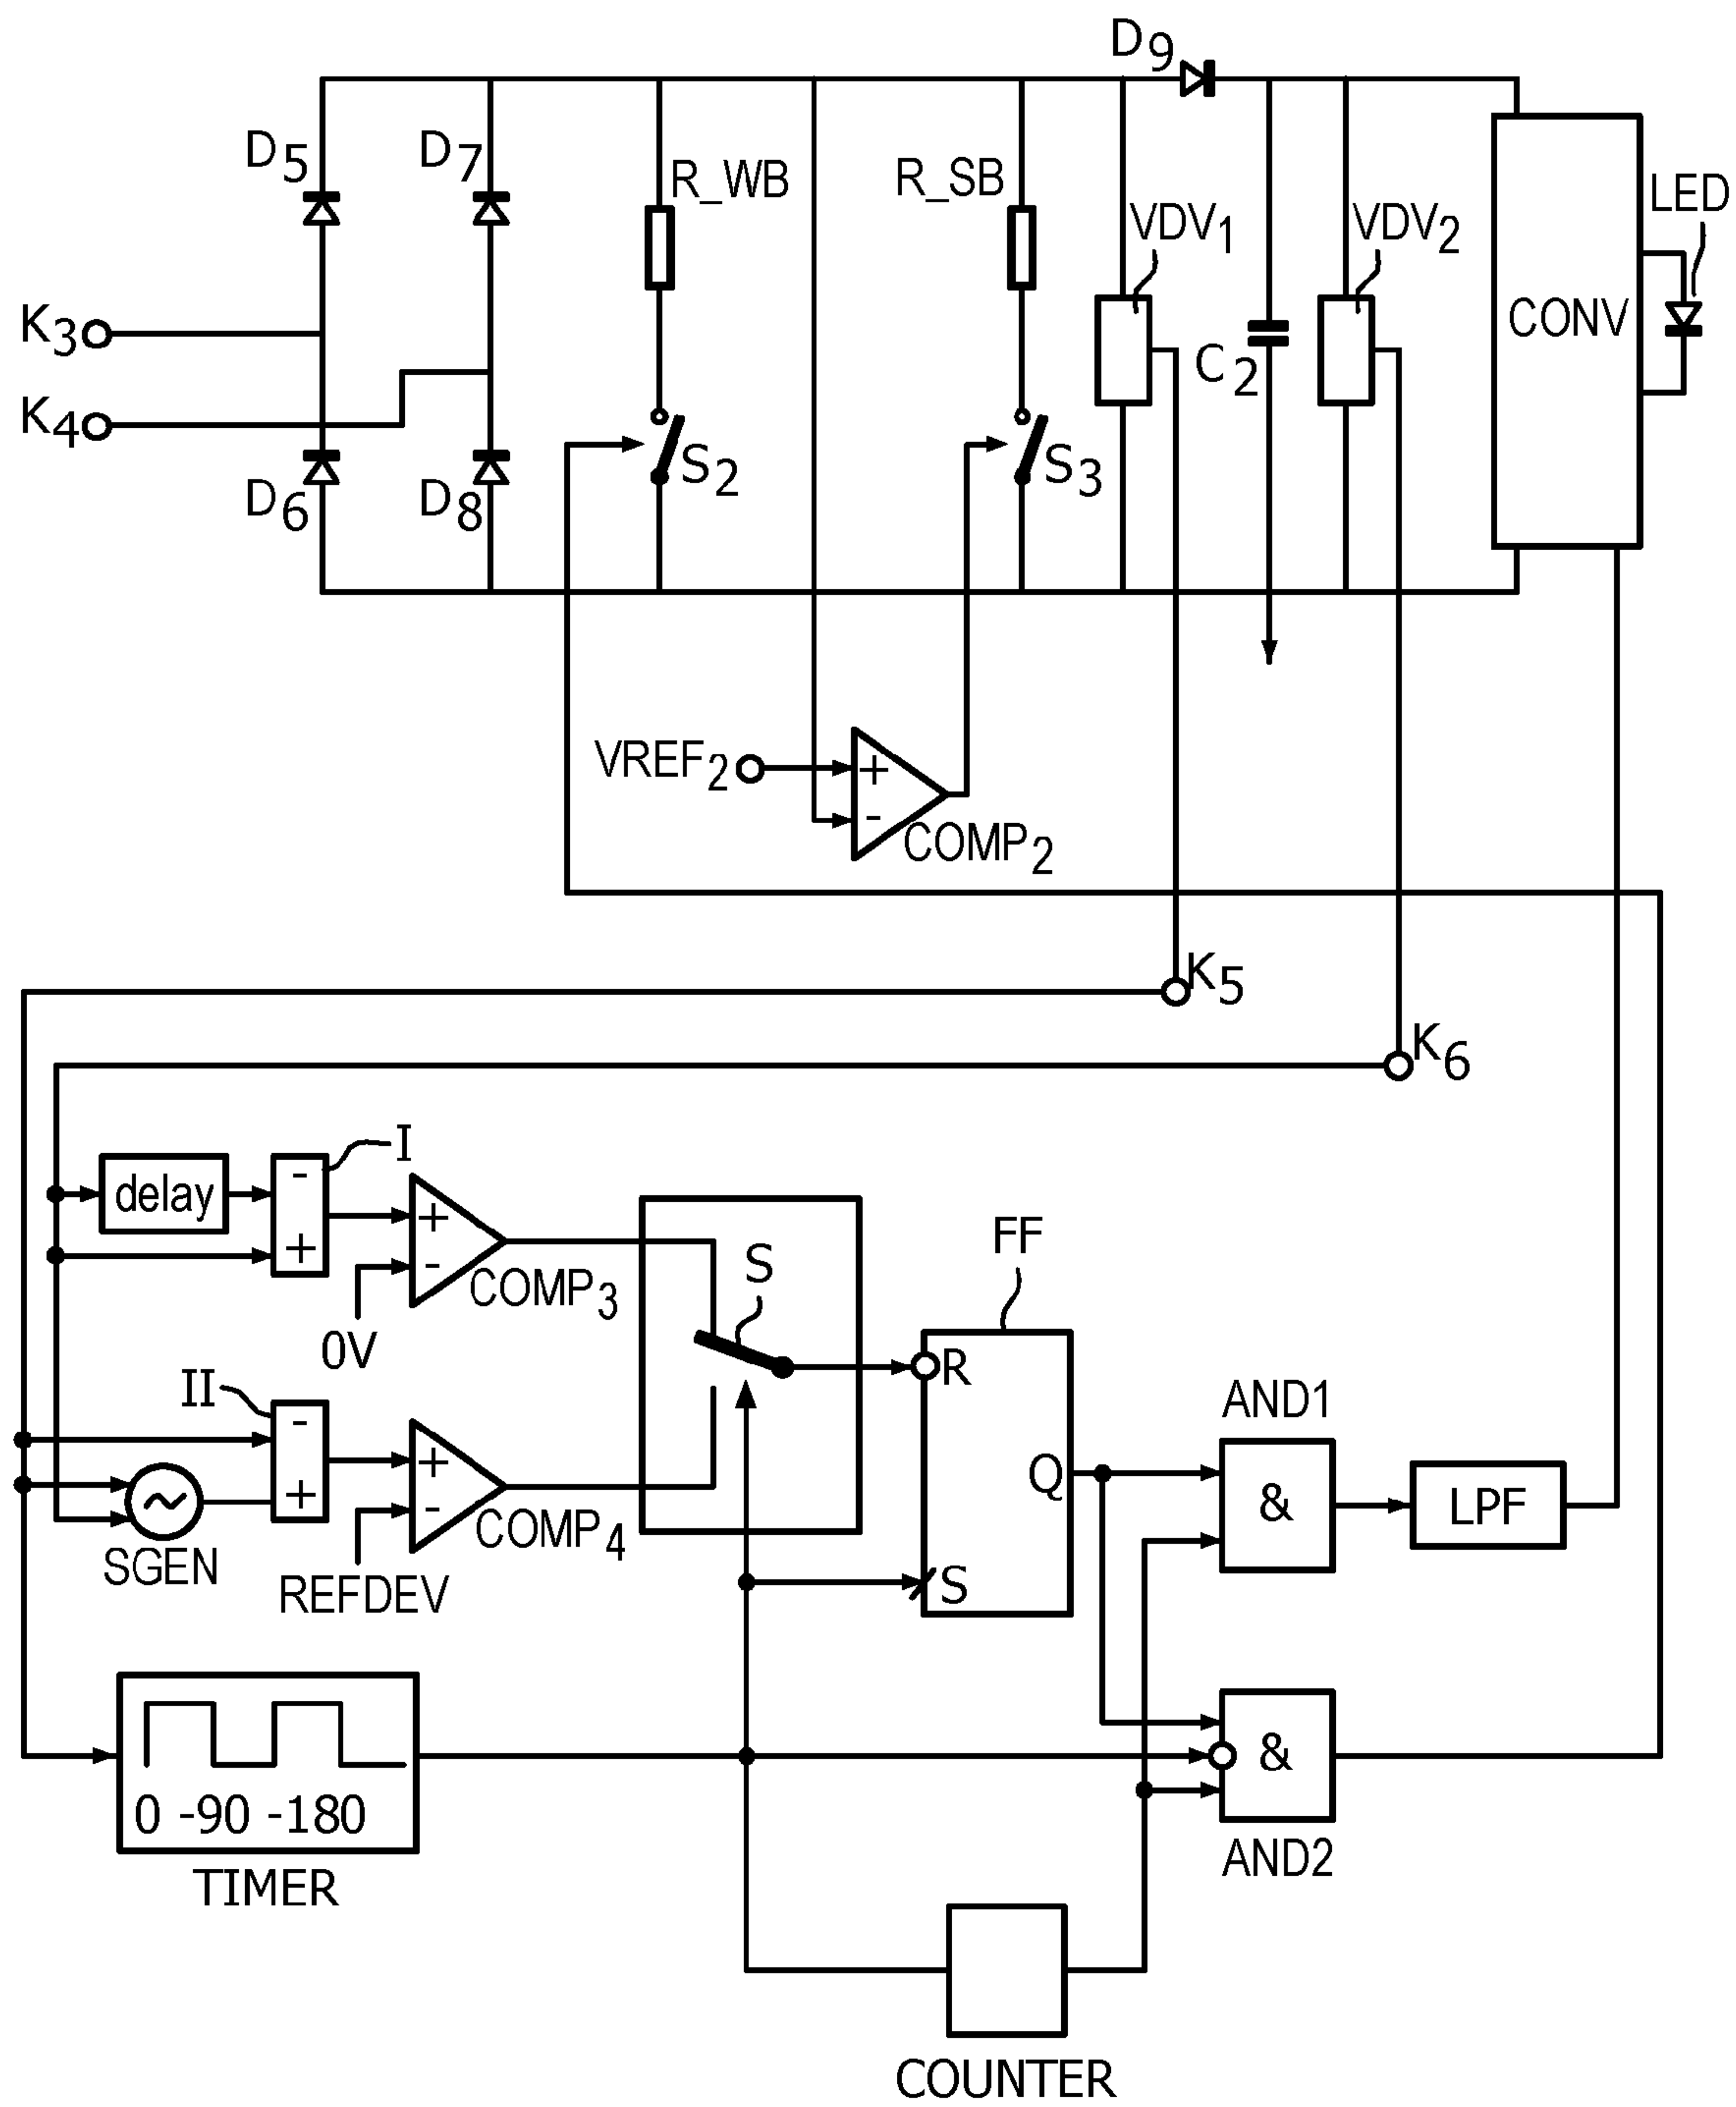 D9
D5
D7
R_WB
R_SB
VDV1
VDV2
LED
K3
CONV
C2
K4
S2
S3
D6
D8
VREF2
+
-
COMP2
K5
K6
I
delay
-
+
+
-
COMP3
0V
S
FF
R
II
-
+
+
-
COMP4
SGEN
REFDEV
Q
S
AND1
&
LPF
0 -90 -180
TIMER
&
AND2
COUNTER